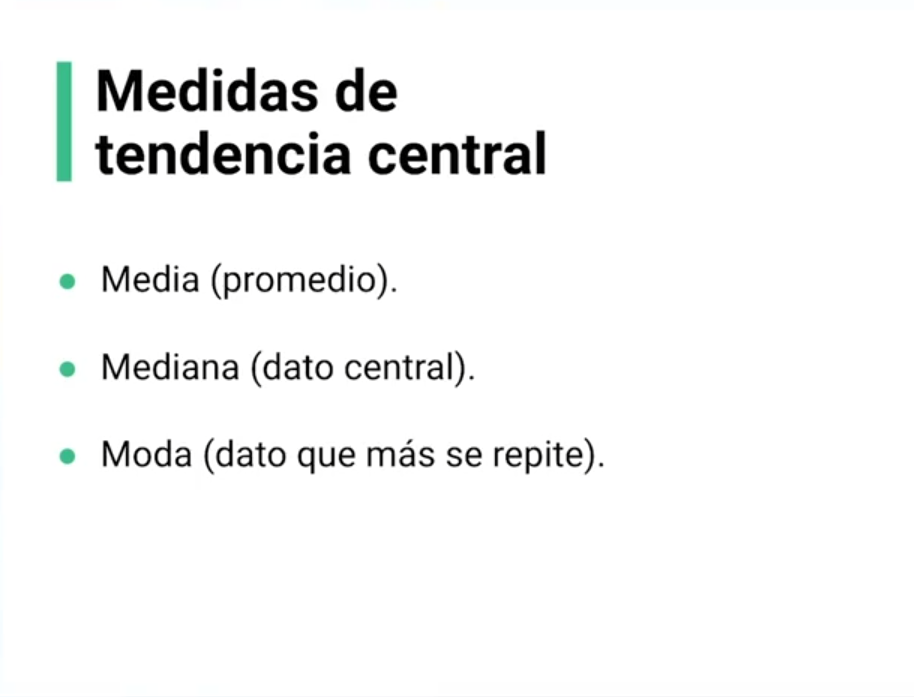 Medidas de
tendencia central
Media (promedio).
Mediana (dato central).
Moda (dato que más se repite).